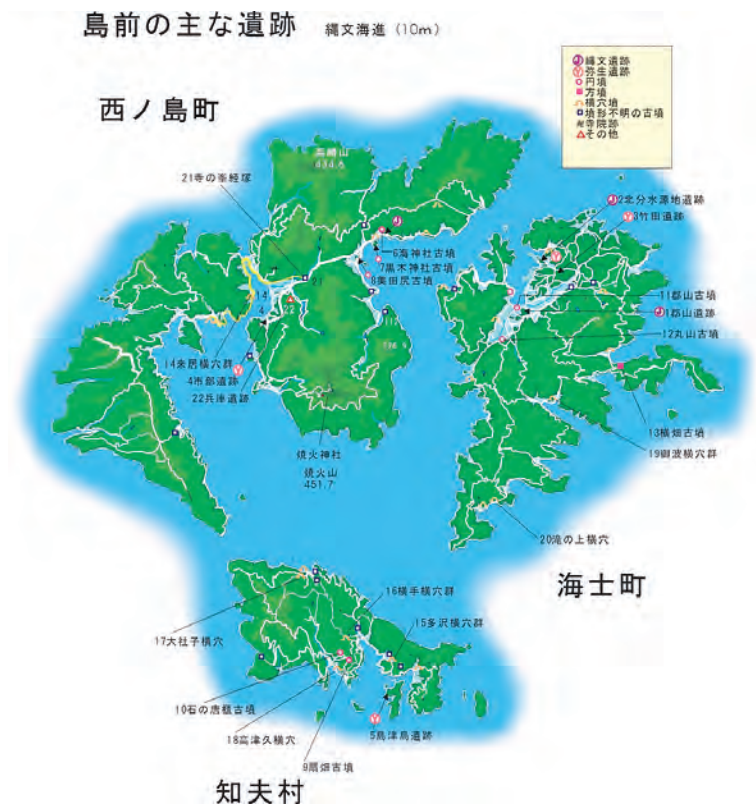 島前の主な遺跡 縄文海進（10m）
縄文遺跡
弥生遺跡
円墳
方墳
横穴墳
墳形不明の古墳
寺院跡
その他
西ノ島町
高崎山
434.6
21寺の峯経塚
2北分水源地遺跡
3竹田遺跡
6海神社古墳
7黒木神社古墳
8美田尻古墳
21
14
4
22
11郡山古墳
1郡山遺跡
12丸山古墳
14来居横穴群
4市部遺跡
22兵庫遺跡
13横畑古墳
19御波横穴群
焼火神社
焼火山
451.7
20滝の上横穴
海士町
16横手横穴群
15多沢横穴群
17大社子横穴
10石の唐櫃古墳
18高津久横穴
5島津島遺跡
9扇畑古墳
知夫村